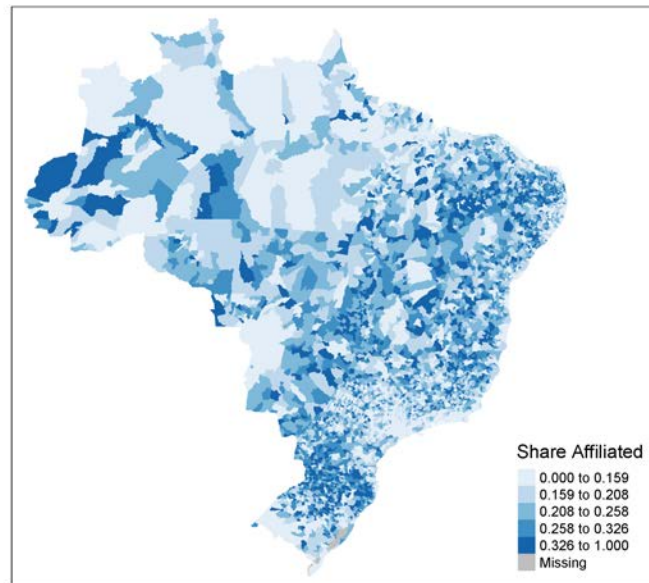 Share Affiliated
0.000 to 0.159
0.159 to 0.208
0.208 to 0.258
0.258 to 0.326
0.326 to 1.000
Missing